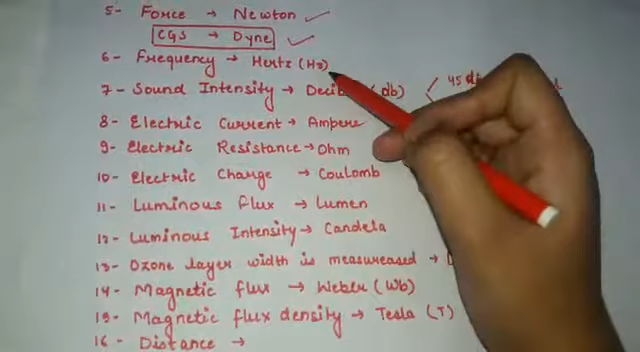 5- Force → Newton
CGS → Dyne
6- Frequency → Hertz (Hz)
7- Sound Intensity → (db) 45
8- Electric Current → Ampere
9- Electric Resistance → Ohm
10- Electric Charge → Coulomb
11- Luminous flux → Lumen
12- Luminous Intensity → Candela
13- Ozone layer width is measureased →
14- Magnetic flux → Weber (Wb)
15- Magnetic flux density → Tesla (T)
16- Distance →